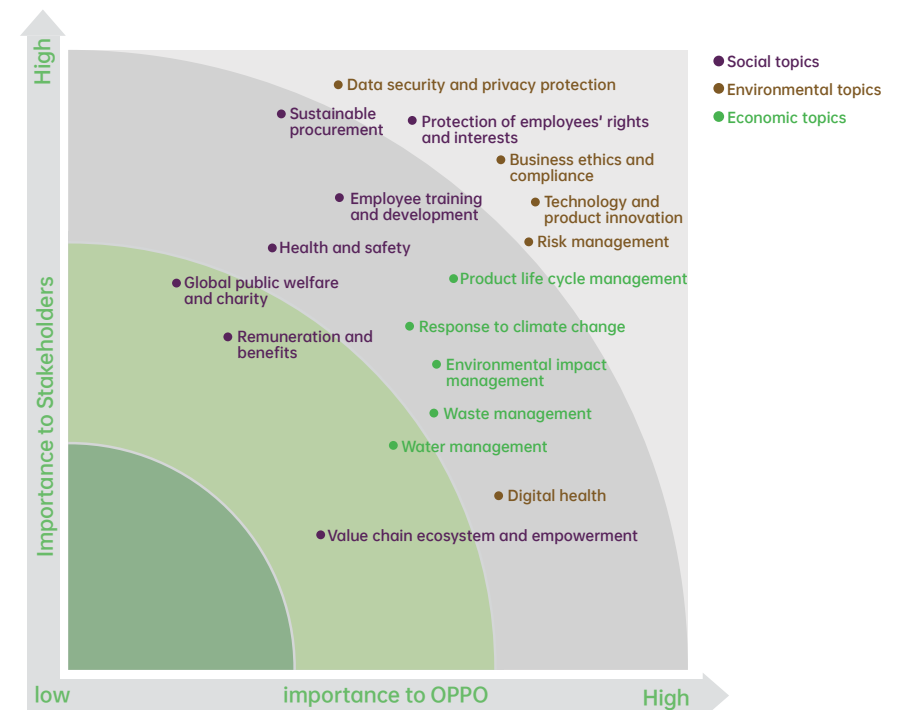 High
Importance to Stakeholders
Data security and privacy protection
Sustainable
procurement
Protection of employees' rights
and interests
Business ethics and
compliance
Employee training
and development
Technology and
product innovation
Risk management
Health and safety
Product life cycle management
Global public welfare
and charity
Response to climate change
Remuneration and
benefits
Environmental impact
management
Waste management
Water management
Digital health
Value chain ecosystem and empowerment
low
importance to OPPO
High
Social topics
Environmental topics
Economic topics